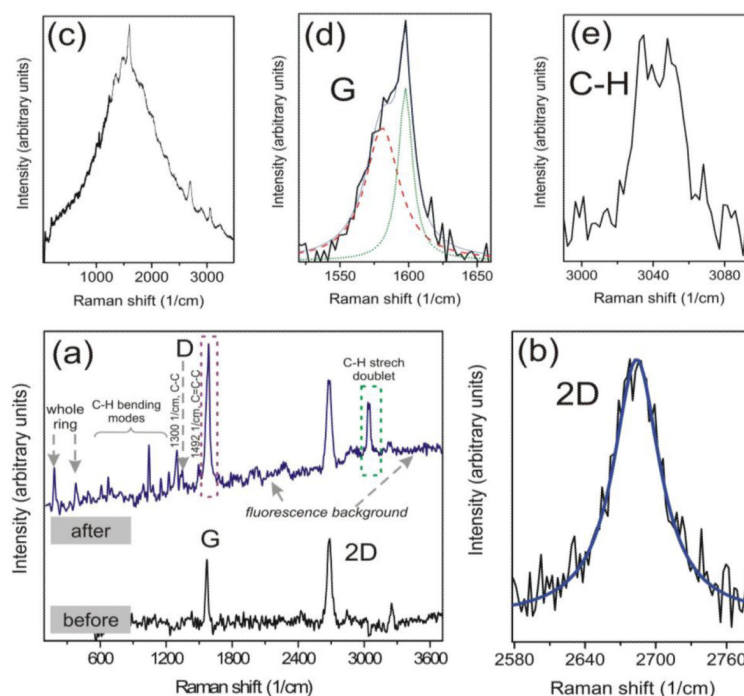 (c)
Intensity (arbitrary units)
1000 2000 3000
Raman shift (1/cm)
(d)
G
Intensity (arbitrary units)
1550 1600 1650
Raman shift (1/cm)
(e)
C-H
Intensity (arbitrary units)
3000 3040 3080
Raman shift (1/cm)
(a)
Intensity (arbitrary units)
whole
ring
C-H bending
modes
1300 1/cm, C-C
D
1492 1/cm, C=C-C
C-H strech
doublet
fluorescence background
after
G
2D
before
600 1200 1800 2400 3000 3600
Raman shift (1/cm)
(b)
2D
Intensity (arbitrary units)
2580 2640 2700 2760
Raman shift (1/cm)